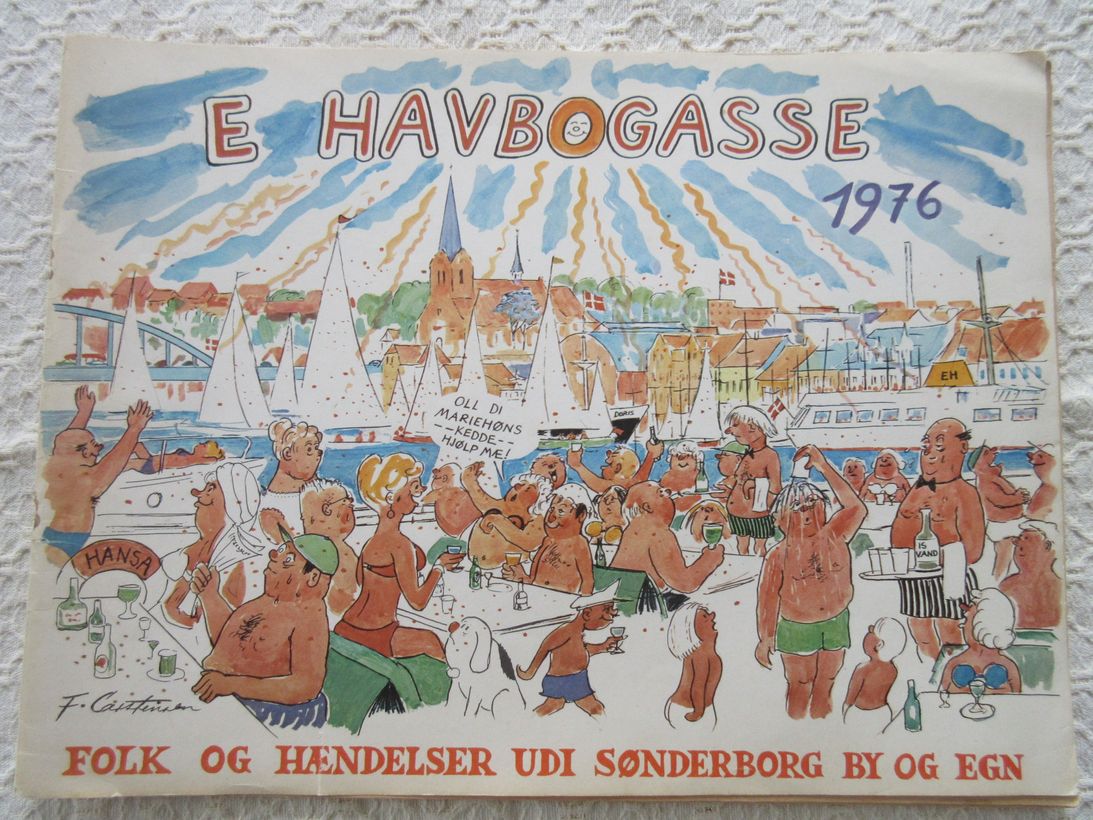 E HAVBOGASSE
1976
EH
DORIS
OLL DI
MARIEHØNS
--KEDDE--
HJØLP MÆ!
HANSA
IS
VAND
F. Carstensen
FOLK OG HÆNDELSER UDI SØNDERBORG BY OG EGN